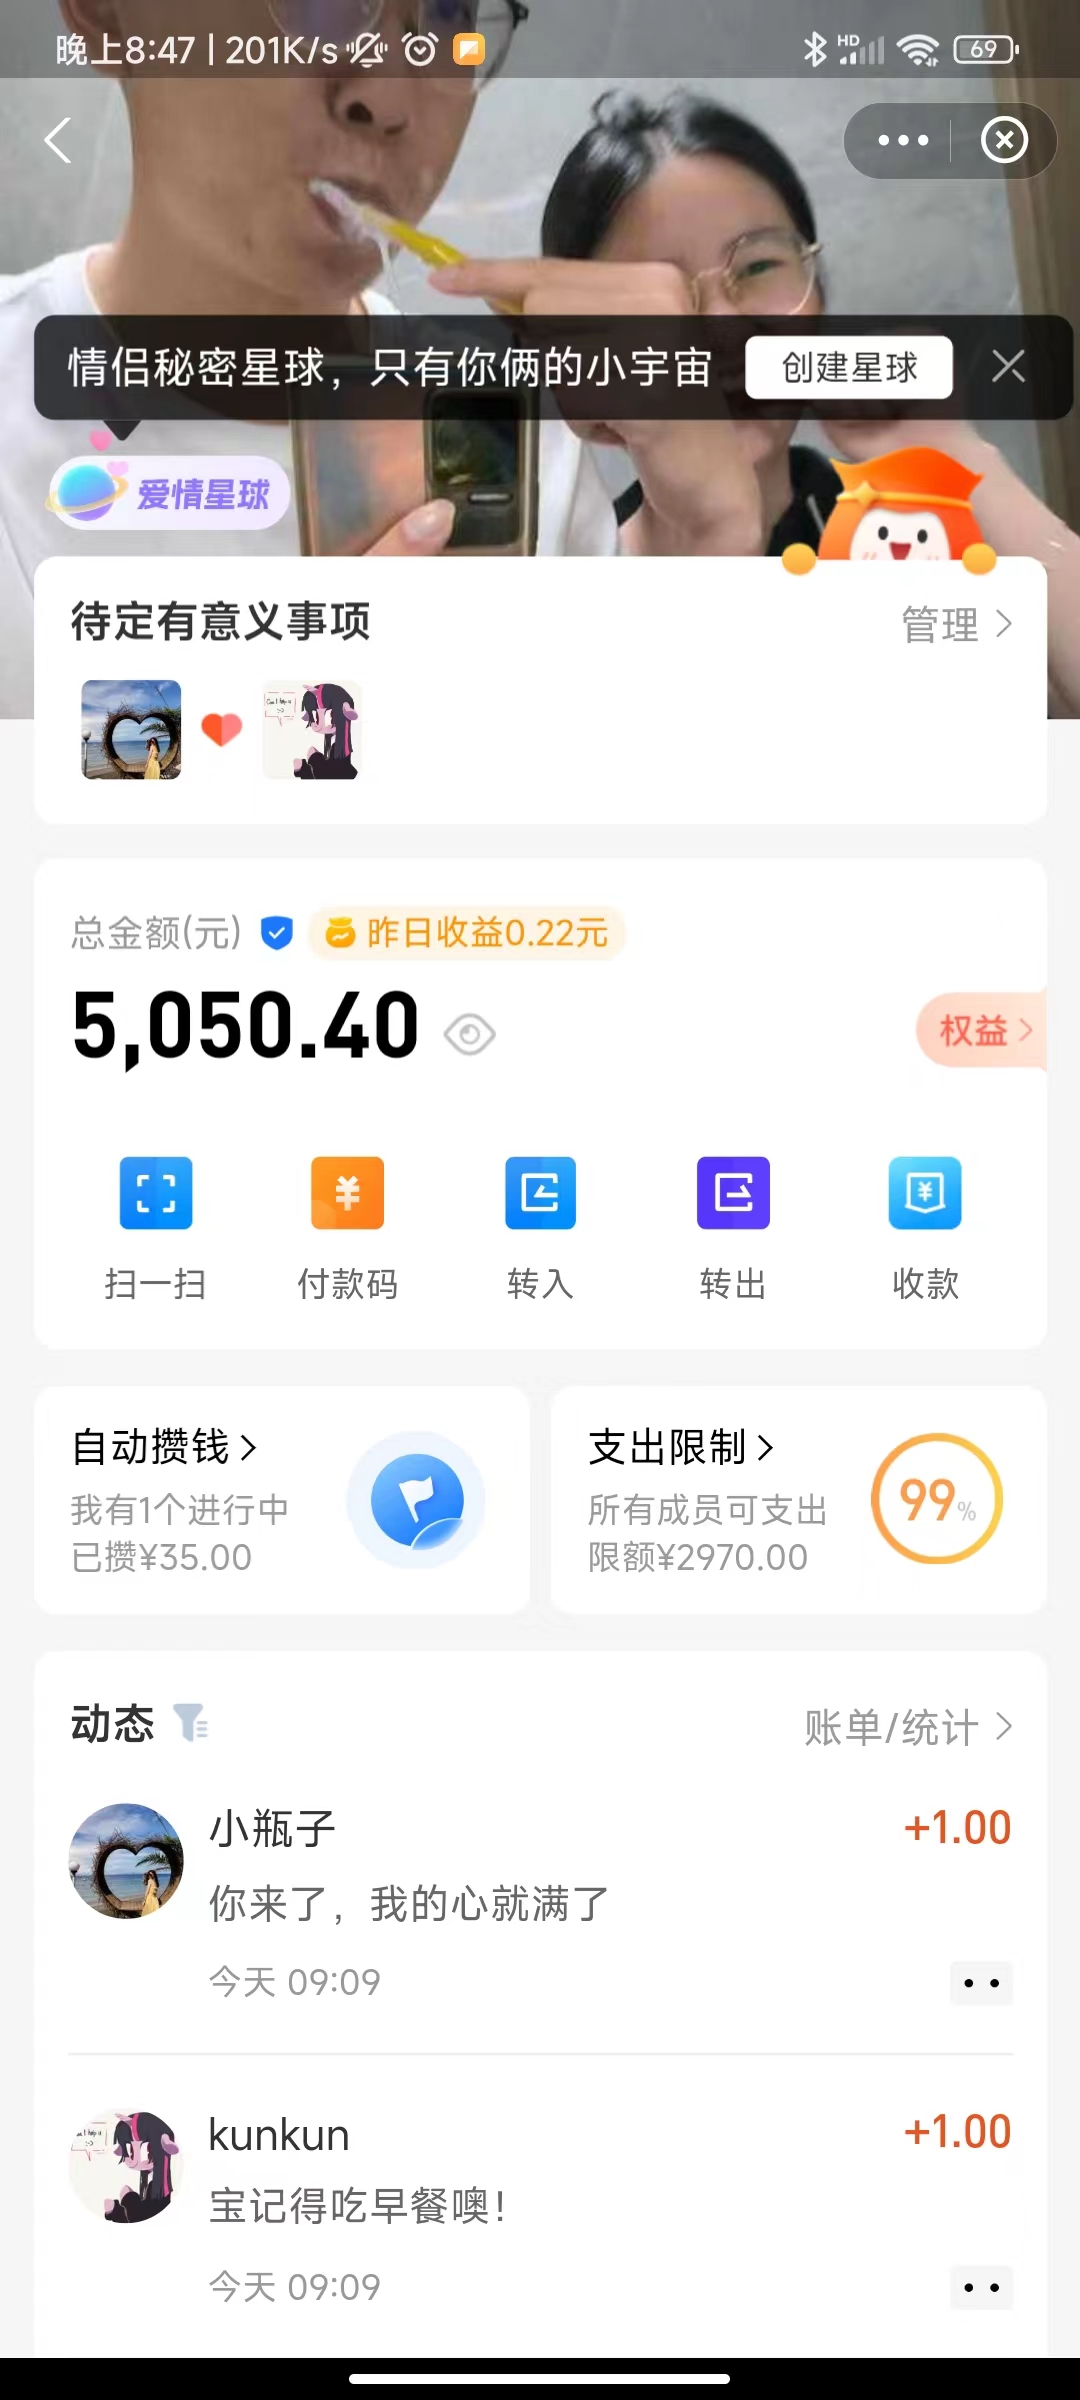 晚上8:47 | 201K/s
HD
69
情侣秘密星球，只有你俩的小宇宙
创建星球
爱情星球
待定有意义事项
管理
总金额(元)
昨日收益0.22元
5,050.40
权益
扫一扫
付款码
转入
转出
收款
自动攒钱
我有1个进行中
已攒¥35.00
支出限制
所有成员可支出
限额¥2970.00
99%
动态
账单/统计
小瓶子
+1.00
你来了，我的心就满了
今天 09:09
kunkun
+1.00
宝记得吃早餐噢！
今天 09:09